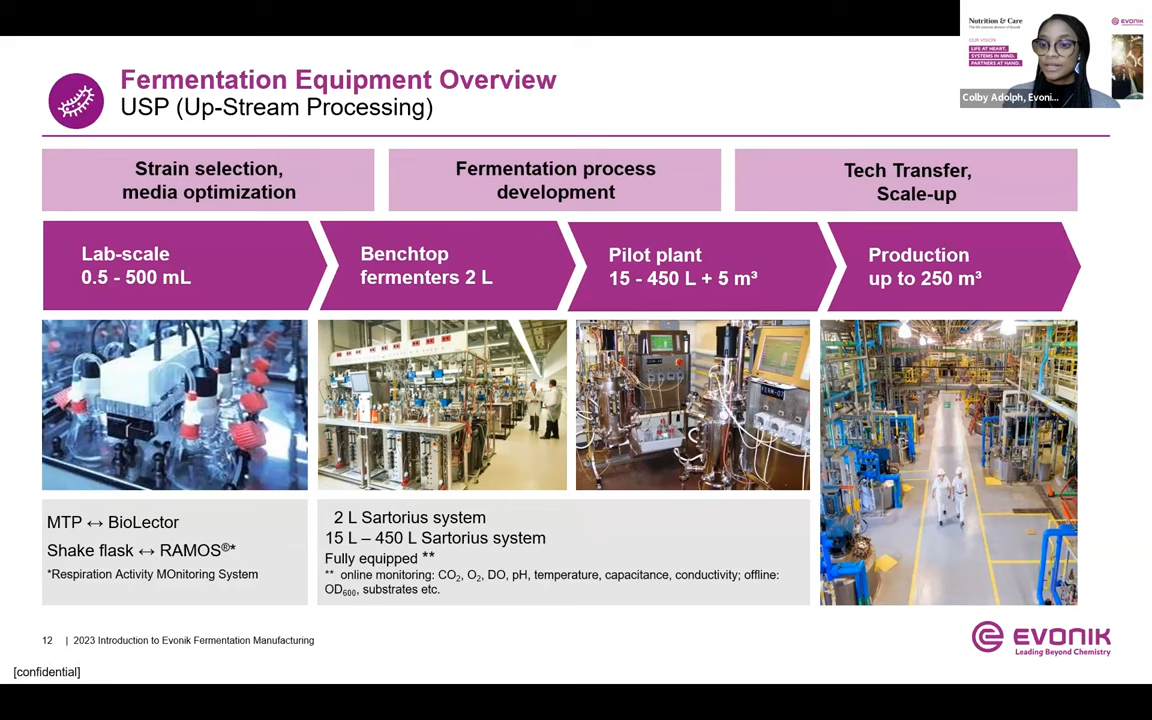 Nutrition & Care
EVONIK
OUR VISION
LIFE AT HEART.
SYSTEMS IN MIND.
PARTNERS AT HAND.
Colby Adolph, Evoni...
Fermentation Equipment Overview
USP (Up-Stream Processing)
Strain selection,
media optimization
Fermentation process
development
Tech Transfer,
Scale-up
Lab-scale
0.5 - 500 mL
Benchtop
fermenters 2 L
Pilot plant
15 - 450 L + 5 m³
Production
up to 250 m³
MTP ↔ BioLector
Shake flask ↔ RAMOS®*
*Respiration Activity MOnitoring System
2 L Sartorius system
15 L – 450 L Sartorius system
Fully equipped **
** online monitoring: CO₂, O₂, DO, pH, temperature, capacitance, conductivity; offline:
OD₆₀₀, substrates etc.
12 | 2023 Introduction to Evonik Fermentation Manufacturing
EVONIK
Leading Beyond Chemistry
[confidential]